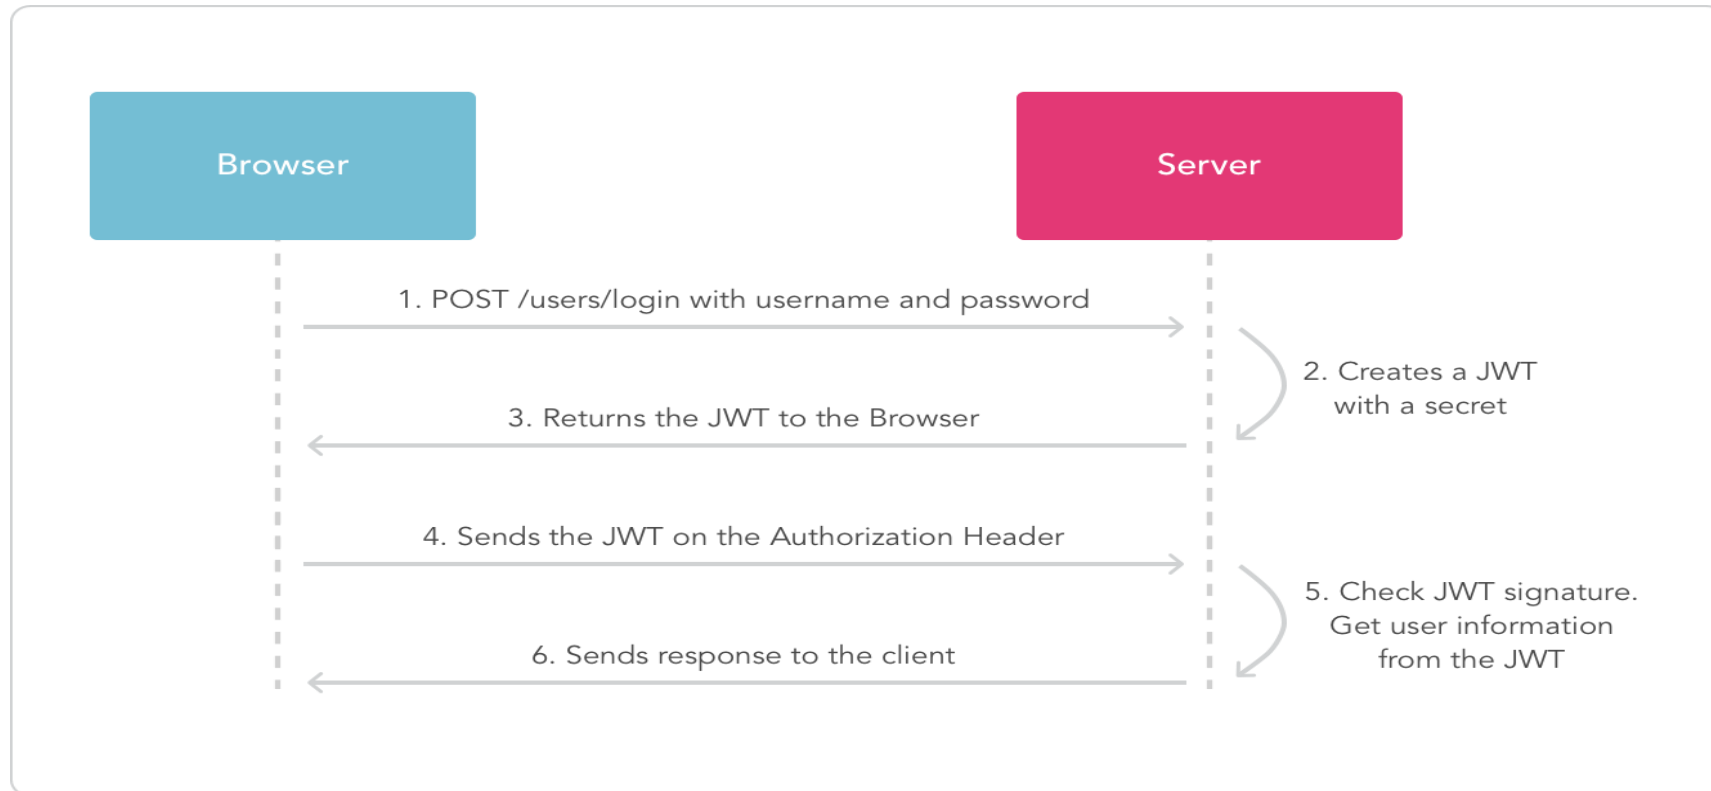 Browser
Server
1. POST /users/login with username and password
2. Creates a JWT
with a secret
3. Returns the JWT to the Browser
4. Sends the JWT on the Authorization Header
5. Check JWT signature.
Get user information
from the JWT
6. Sends response to the client